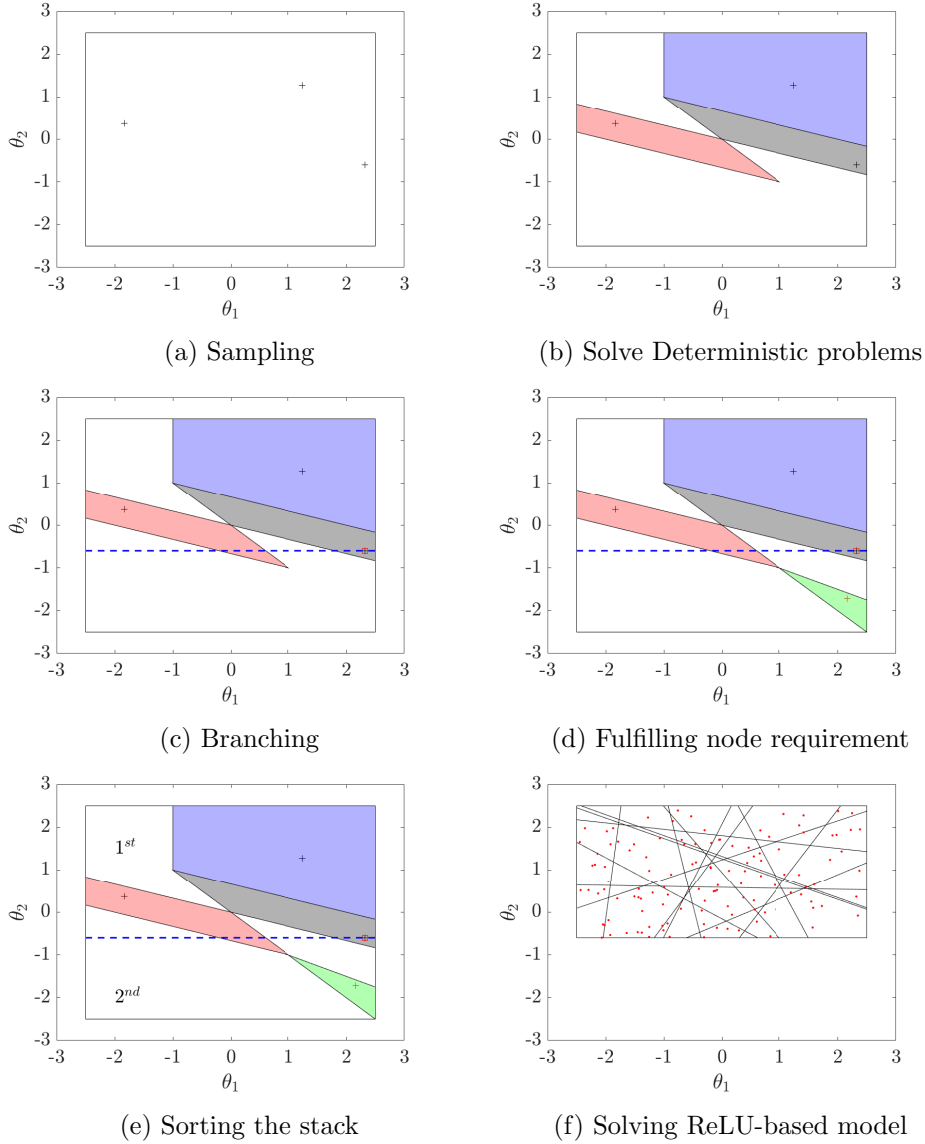 3
2
1
0
-1
-2
-3
θ2
-3 -2 -1 0 1 2 3
θ1
(a) Sampling
3
2
1
0
-1
-2
-3
θ2
-3 -2 -1 0 1 2 3
θ1
(b) Solve Deterministic problems
3
2
1
0
-1
-2
-3
θ2
-3 -2 -1 0 1 2 3
θ1
(c) Branching
3
2
1
0
-1
-2
-3
θ2
-3 -2 -1 0 1 2 3
θ1
(d) Fulfilling node requirement
3
2
1
0
-1
-2
-3
θ2
1st
2nd
-3 -2 -1 0 1 2 3
θ1
(e) Sorting the stack
3
2
1
0
-1
-2
-3
θ2
-3 -2 -1 0 1 2 3
θ1
(f) Solving ReLU-based model